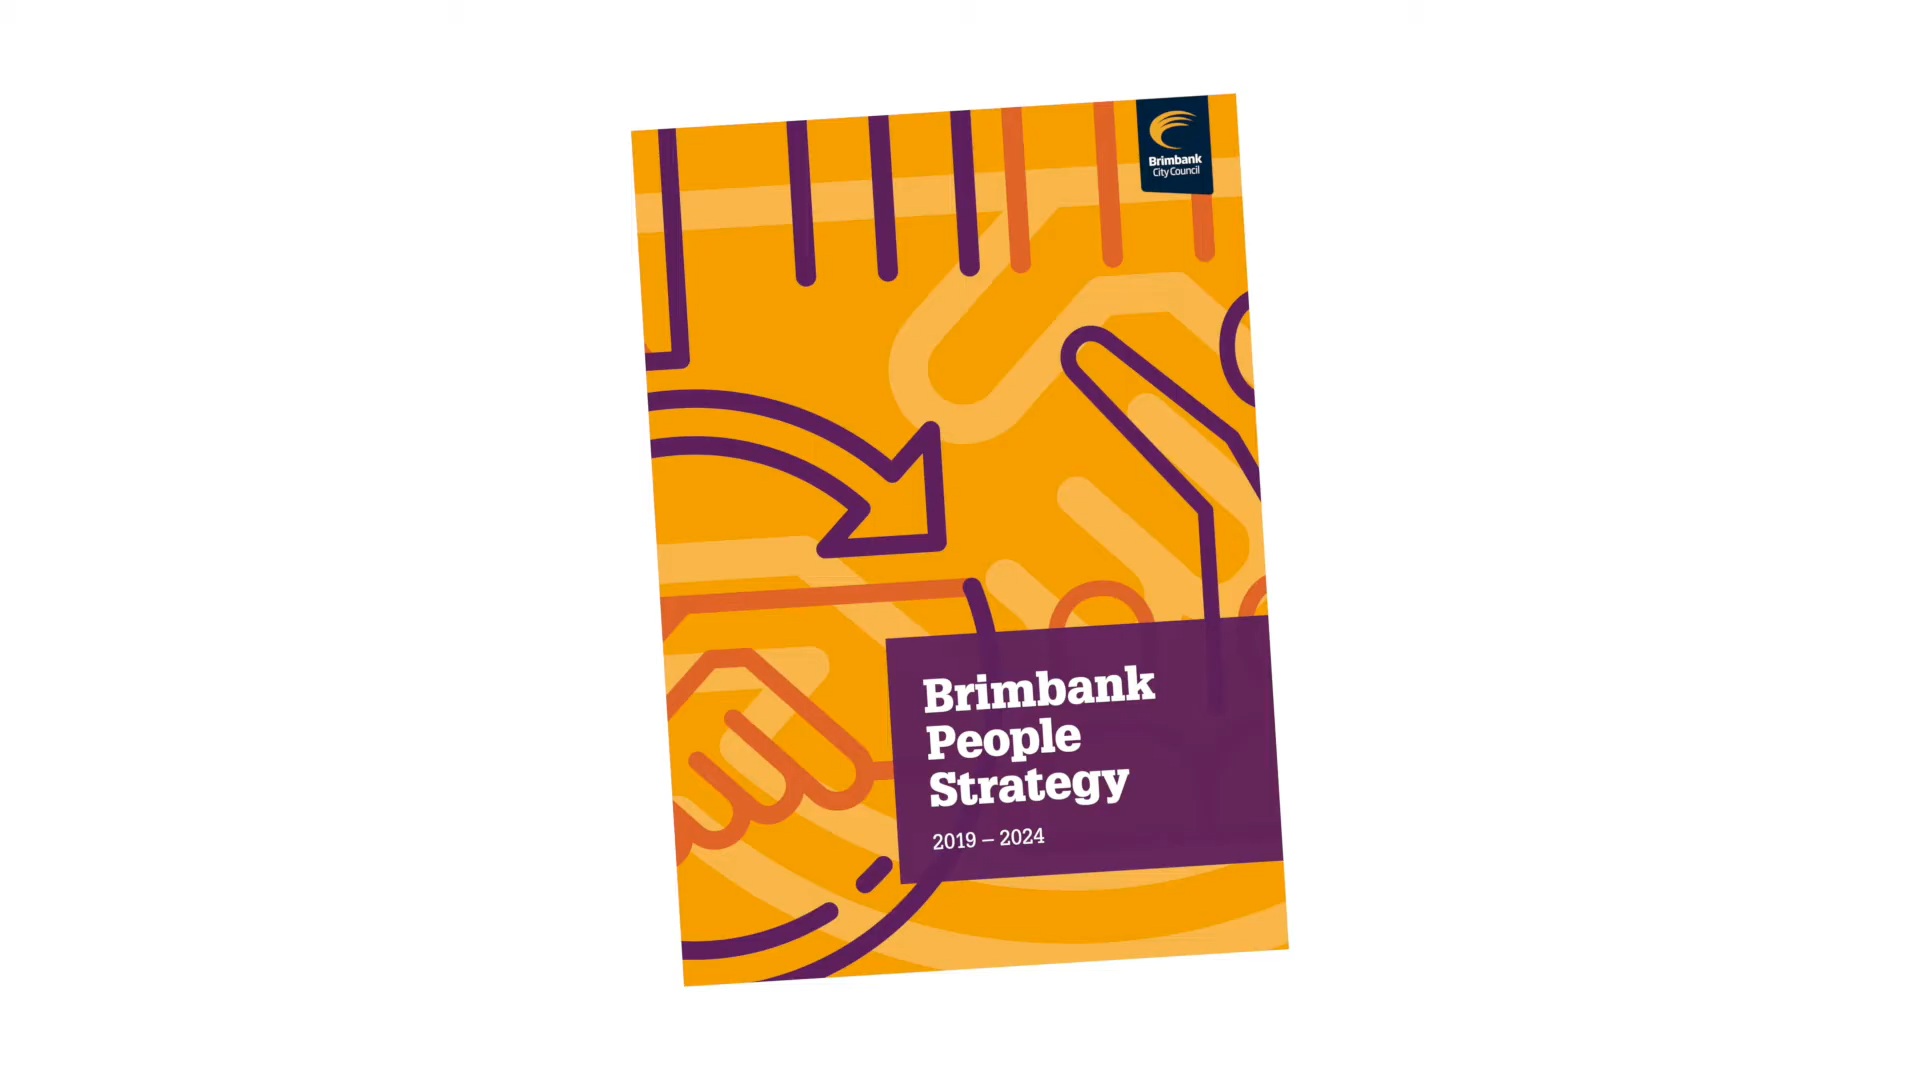 Brimbank
City Council
Brimbank
People
Strategy
2019 – 2024